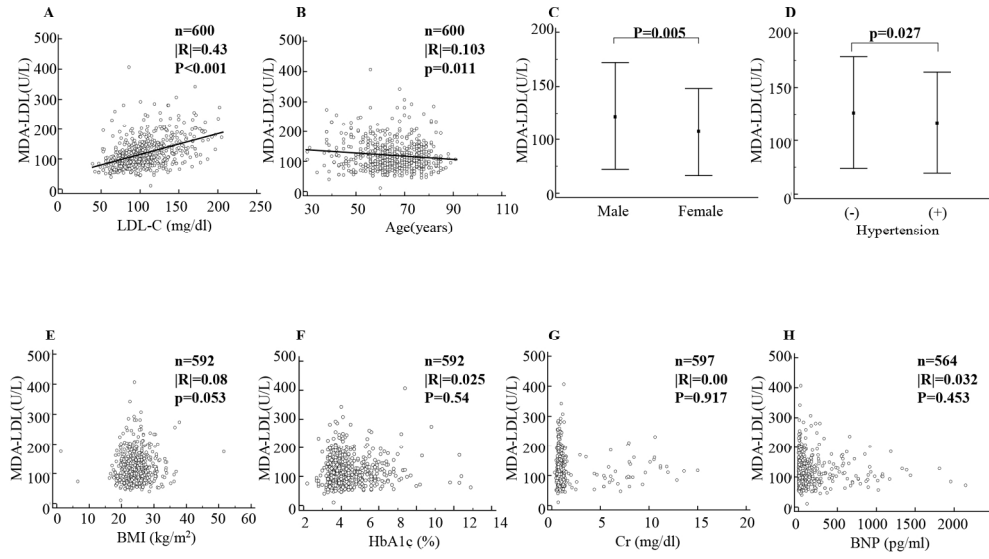 A
n=600
|R|=0.43
P<0.001
MDA-LDL(U/L)
500
400
300
200
100
0
0 50 100 150 200 250
LDL-C (mg/dl)
B
n=600
|R|=0.103
p=0.011
MDA-LDL(U/L)
500
400
300
200
100
0
30 50 70 90 110
Age(years)
C
P=0.005
MDA-LDL(U/L)
200
150
100
50
0
Male Female
D
p=0.027
MDA-LDL(U/L)
200
150
100
50
0
(-) (+)
Hypertension
E
n=592
|R|=0.08
p=0.053
MDA-LDL(U/L)
500
400
300
200
100
0
0 10 20 30 40 50 60
BMI (kg/m²)
F
n=592
|R|=0.025
P=0.54
MDA-LDL(U/L)
500
400
300
200
100
0
2 4 6 8 10 12 14
HbA1c (%)
G
n=597
|R|=0.00
P=0.917
MDA-LDL(U/L)
500
400
300
200
100
0
0 5 10 15 20
Cr (mg/dl)
H
n=564
|R|=0.032
P=0.453
MDA-LDL(U/L)
500
400
300
200
100
0
0 500 1000 1500 2000
BNP (pg/ml)